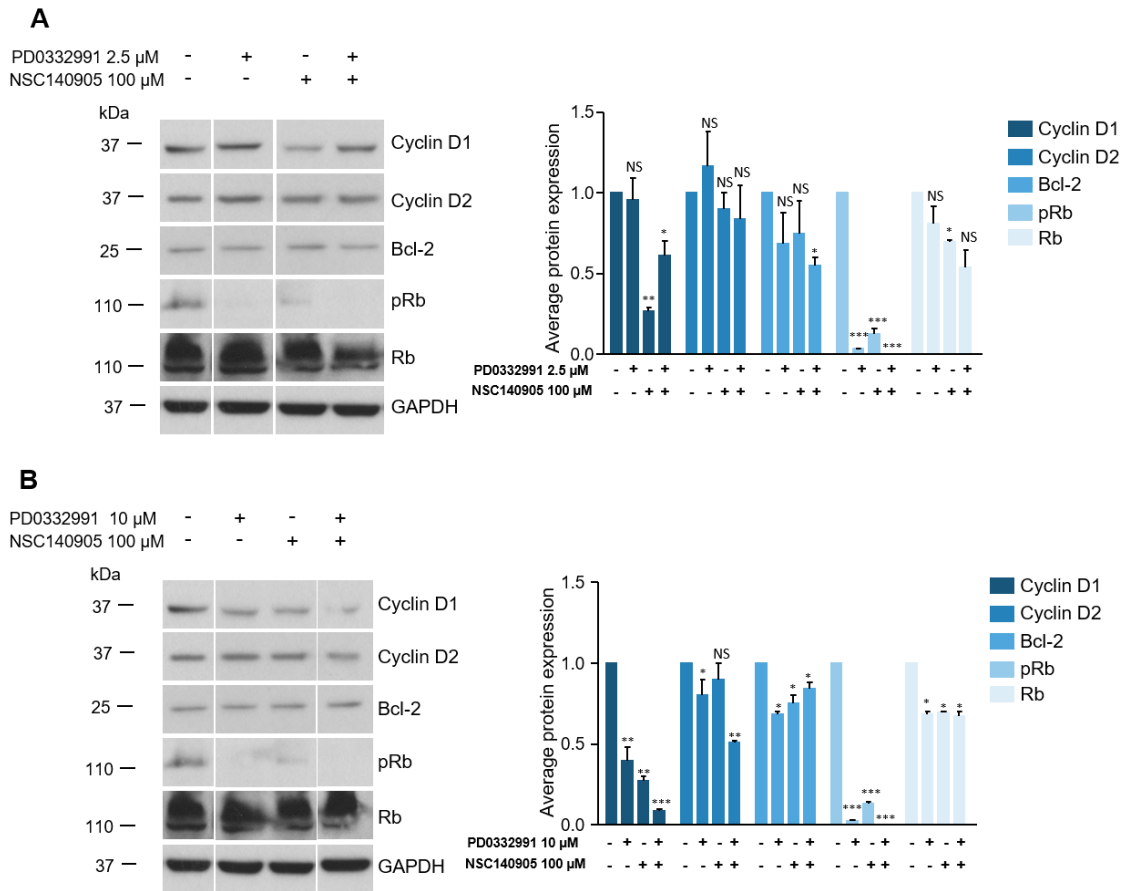 A
PD0332991 2.5 µM - + - +
NSC140905 100 µM - - + +
kDa
37 Cyclin D1
37 Cyclin D2
25 Bcl-2
110 pRb
110 Rb
37 GAPDH
Average protein expression
1.5
1.0
0.5
0.0
NS ** *
NS NS NS
NS NS *
*** *** ***
NS * NS
PD0332991 2.5 µM - + - + - + - + - + - + - + - + - + - +
NSC140905 100 µM - - + + - - + + - - + + - - + + - - + +
Cyclin D1
Cyclin D2
Bcl-2
pRb
Rb
B
PD0332991 10 µM - + - +
NSC140905 100 µM - - + +
kDa
37 Cyclin D1
37 Cyclin D2
25 Bcl-2
110 pRb
110 Rb
37 GAPDH
Average protein expression
1.5
1.0
0.5
0.0
** ** ***
* NS **
* * *
*** *** ***
* * *
PD0332991 10 µM - + - + - + - + - + - + - + - + - + - +
NSC140905 100 µM - - + + - - + + - - + + - - + + - - + +
Cyclin D1
Cyclin D2
Bcl-2
pRb
Rb